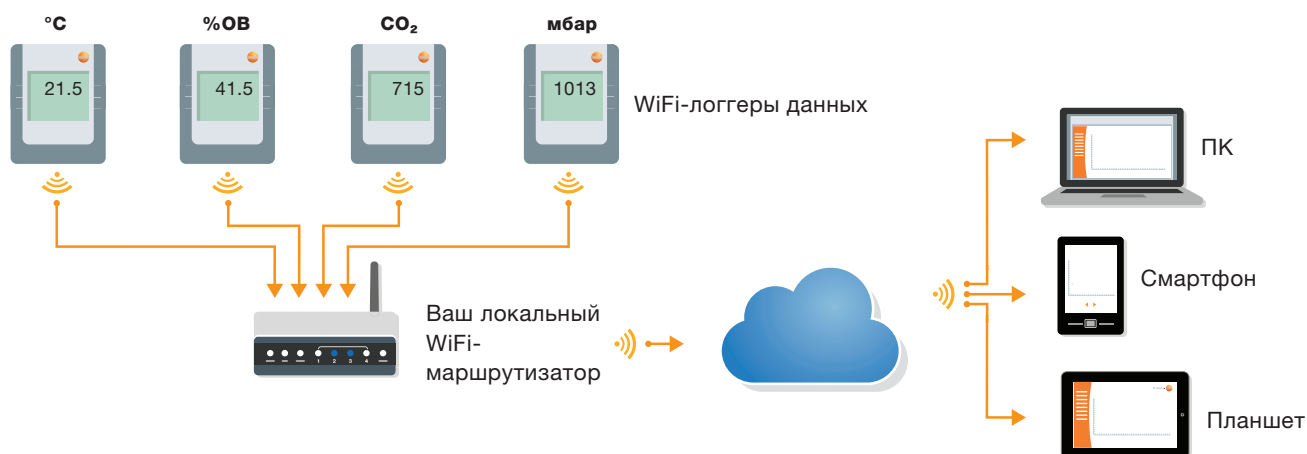 °C
%ОВ
CO₂
мбар
21.5
41.5
715
1013
WiFi-логгеры данных
ПК
Смартфон
Ваш локальный
WiFi-
маршрутизатор
1 2 3 4
Планшет